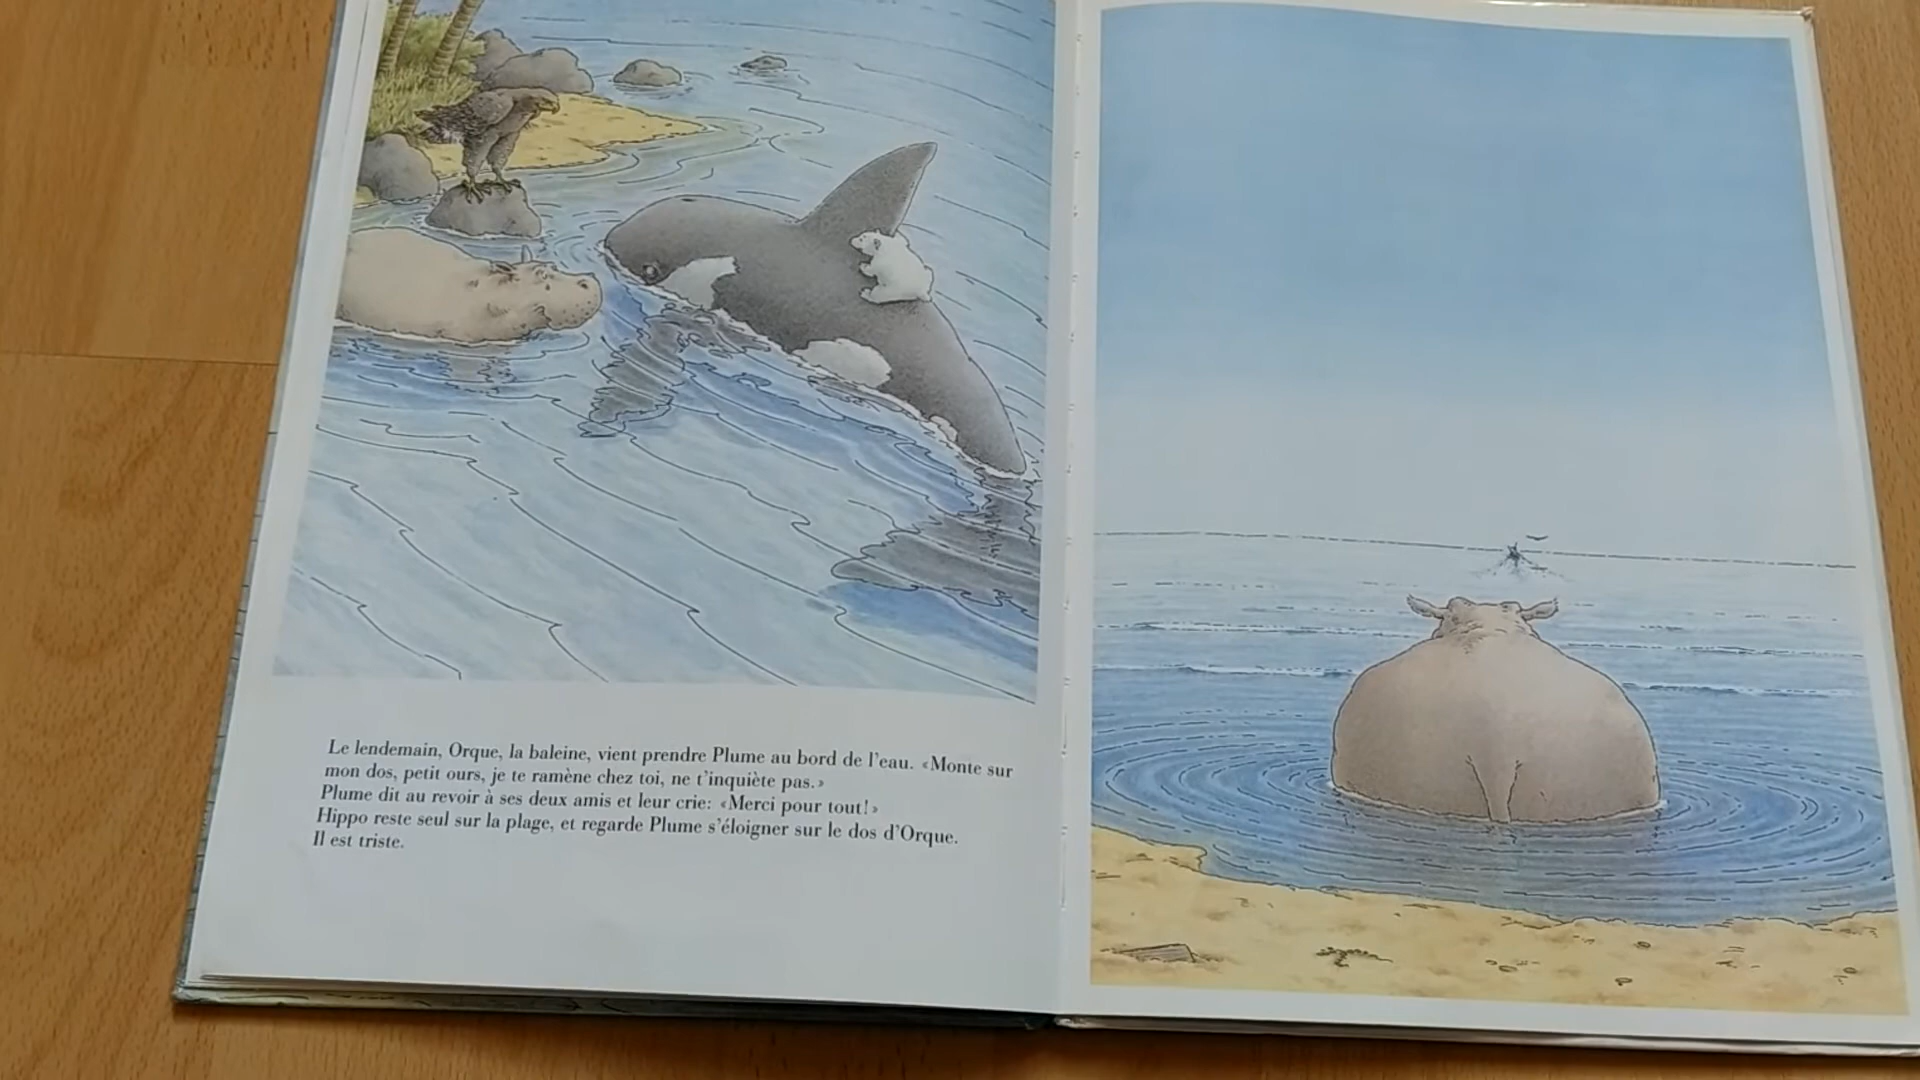 Le lendemain, Orque, la baleine, vient prendre Plume au bord de l'eau. «Monte sur
mon dos, petit ours, je te ramène chez toi, ne t'inquiète pas.»
Plume dit au revoir à ses deux amis et leur crie: «Merci pour tout!»
Hippo reste seul sur la plage, et regarde Plume s'éloigner sur le dos d'Orque.
Il est triste.